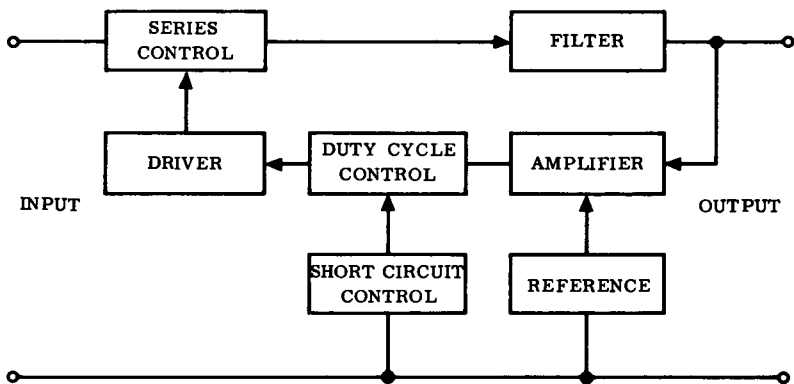 SERIES
CONTROL
FILTER
DRIVER
DUTY CYCLE
CONTROL
AMPLIFIER
INPUT
OUTPUT
SHORT CIRCUIT
CONTROL
REFERENCE